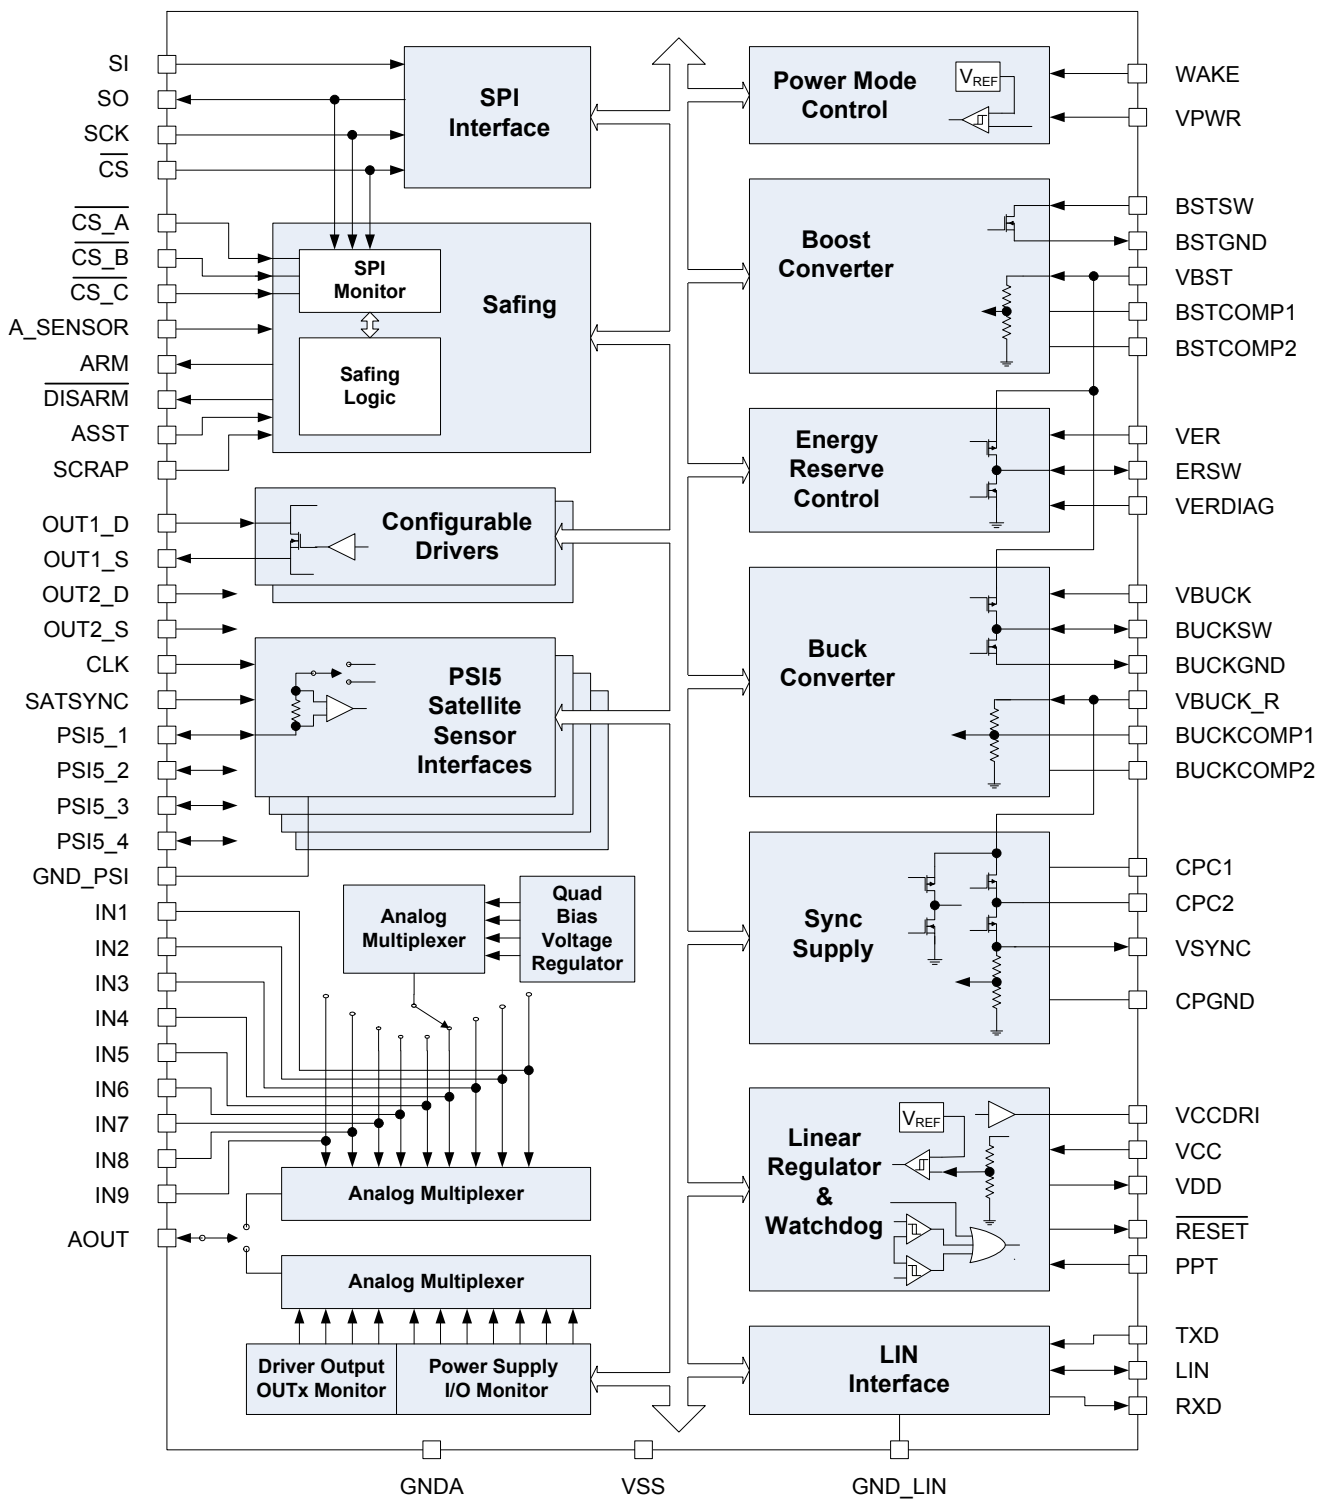 SI
SO
SCK
CS
CS_A
CS_B
CS_C
A_SENSOR
ARM
DISARM
ASST
SCRAP
OUT1_D
OUT1_S
OUT2_D
OUT2_S
CLK
SATSYNC
PSI5_1
PSI5_2
PSI5_3
PSI5_4
GND_PSI
IN1
IN2
IN3
IN4
IN5
IN6
IN7
IN8
IN9
AOUT
SPI
Interface
SPI
Monitor
Safing
Safing
Logic
Configurable
Drivers
PSI5
Satellite
Sensor
Interfaces
Analog
Multiplexer
Quad
Bias
Voltage
Regulator
Analog Multiplexer
Analog Multiplexer
Driver Output
OUTx Monitor
Power Supply
I/O Monitor
Power Mode
Control
VREF
Boost
Converter
Energy
Reserve
Control
Buck
Converter
Sync
Supply
Linear
Regulator
&
Watchdog
VREF
LIN
Interface
WAKE
VPWR
BSTSW
BSTGND
VBST
BSTCOMP1
BSTCOMP2
VER
ERSW
VERDIAG
VBUCK
BUCKSW
BUCKGND
VBUCK_R
BUCKCOMP1
BUCKCOMP2
CPC1
CPC2
VSYNC
CPGND
VCCDRI
VCC
VDD
RESET
PPT
TXD
LIN
RXD
GNDA
VSS
GND_LIN